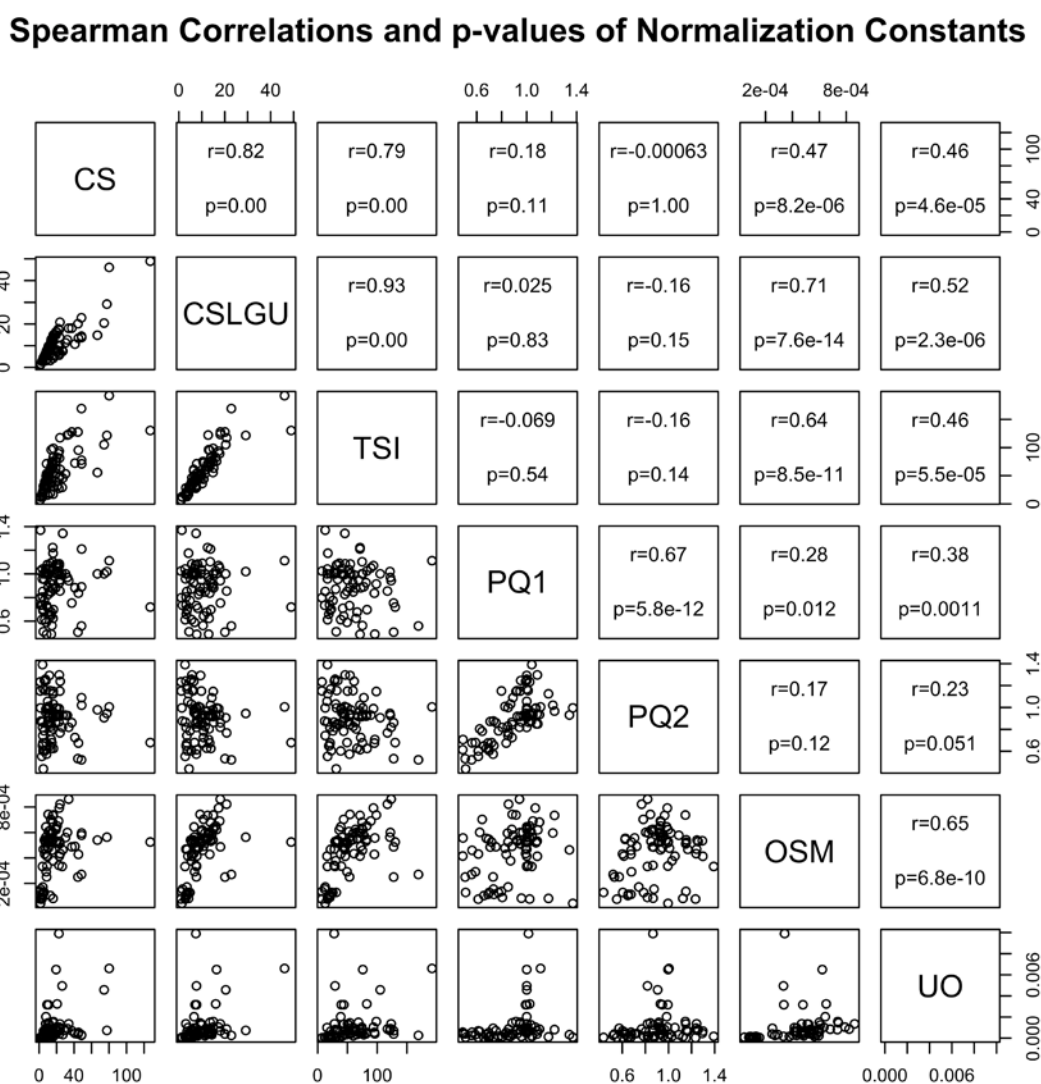 Spearman Correlations and p-values of Normalization Constants
0 20 40 0.6 1.0 1.4 2e-04 8e-04
CS r=0.82 r=0.79 r=0.18 r=-0.00063 r=0.47 r=0.46
p=0.00 p=0.00 p=0.11 p=1.00 p=8.2e-06 p=4.6e-05
0 40 100
0 20 40
CSLGU r=0.93 r=0.025 r=-0.16 r=0.71 r=0.52
p=0.00 p=0.83 p=0.15 p=7.6e-14 p=2.3e-06
TSI r=-0.069 r=-0.16 r=0.64 r=0.46
p=0.54 p=0.14 p=8.5e-11 p=5.5e-05
0 100
0.6 1.0 1.4
PQ1 r=0.67 r=0.28 r=0.38
p=5.8e-12 p=0.012 p=0.0011
PQ2 r=0.17 r=0.23
p=0.12 p=0.051
0.6 1.0 1.4
2e-04 8e-04
OSM r=0.65
p=6.8e-10
UO
0.000 0.006
0 40 100 0 100 0.6 1.0 1.4 0.000 0.006